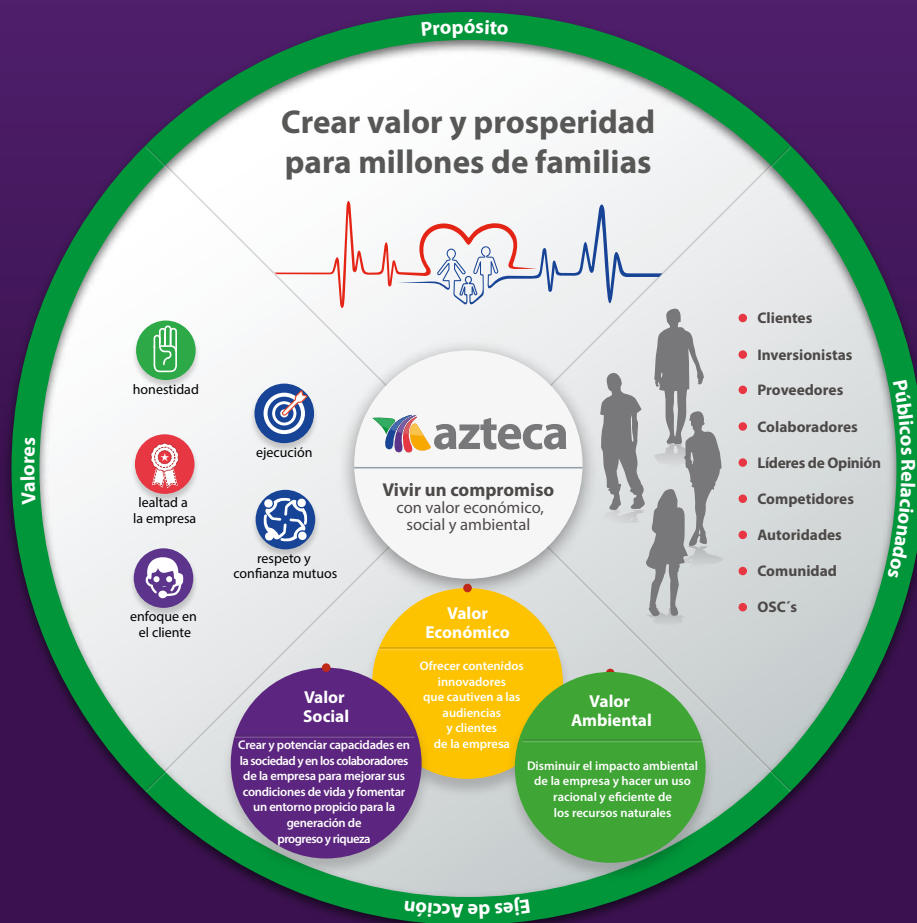 Propósito
Crear valor y prosperidad
para millones de familias
Valores
honestidad
ejecución
lealtad a
la empresa
respeto y
confianza mutuos
enfoque en
el cliente
azteca
Vivir un compromiso
con valor económico,
social y ambiental
Públicos Relacionados
Clientes
Inversionistas
Proveedores
Colaboradores
Líderes de Opinión
Competidores
Autoridades
Comunidad
OSC´s
Valor
Económico
Ofrecer contenidos
innovadores
que cautiven a las
audiencias
y clientes
de la empresa
Valor
Social
Crear y potenciar capacidades en
la sociedad y en los colaboradores
de la empresa para mejorar sus
condiciones de vida y fomentar
un entorno propicio para la
generación de
progreso y riqueza
Valor
Ambiental
Disminuir el impacto ambiental
de la empresa y hacer un uso
racional y eficiente de
los recursos naturales
Ejes de Acción